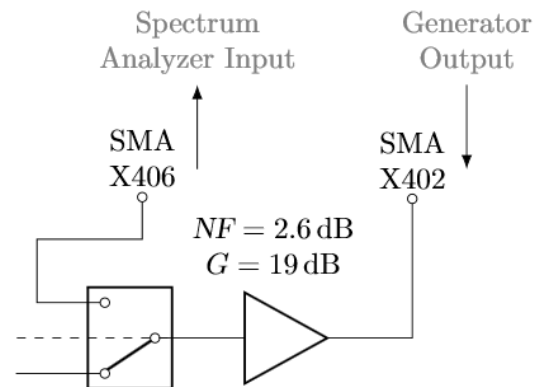 Spectrum
Analyzer Input
Generator
Output
SMA
X406
SMA
X402
NF = 2.6 dB
G = 19 dB